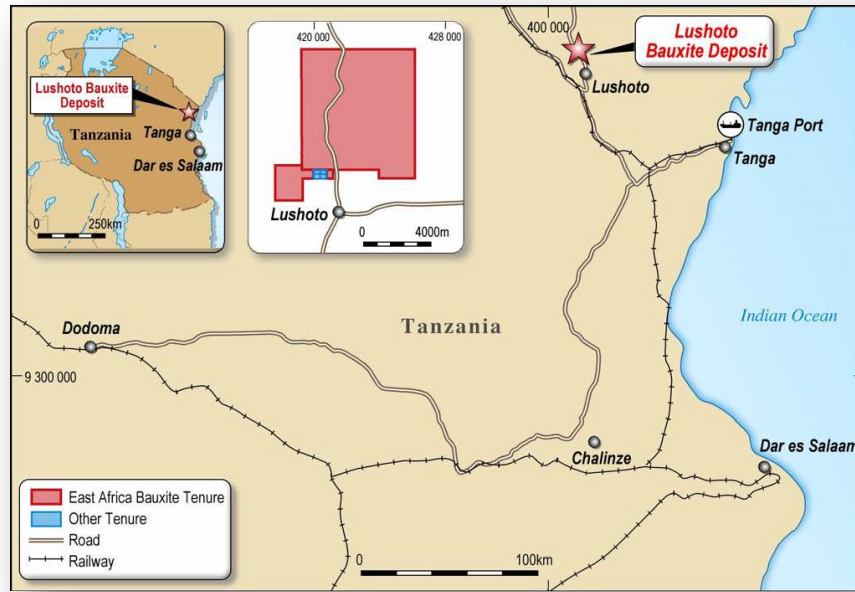 Lushoto Bauxite
Deposit
Tanzania
Tanga
Dar es Salaam
0 250km
420 000
428 000
Lushoto
0 4000m
400 000
Lushoto
Bauxite Deposit
Lushoto
Tanga Port
Tanga
Dodoma
Tanzania
Indian Ocean
9 300 000
Chalinze
Dar es Salaam
East Africa Bauxite Tenure
Other Tenure
Road
Railway
0 100km